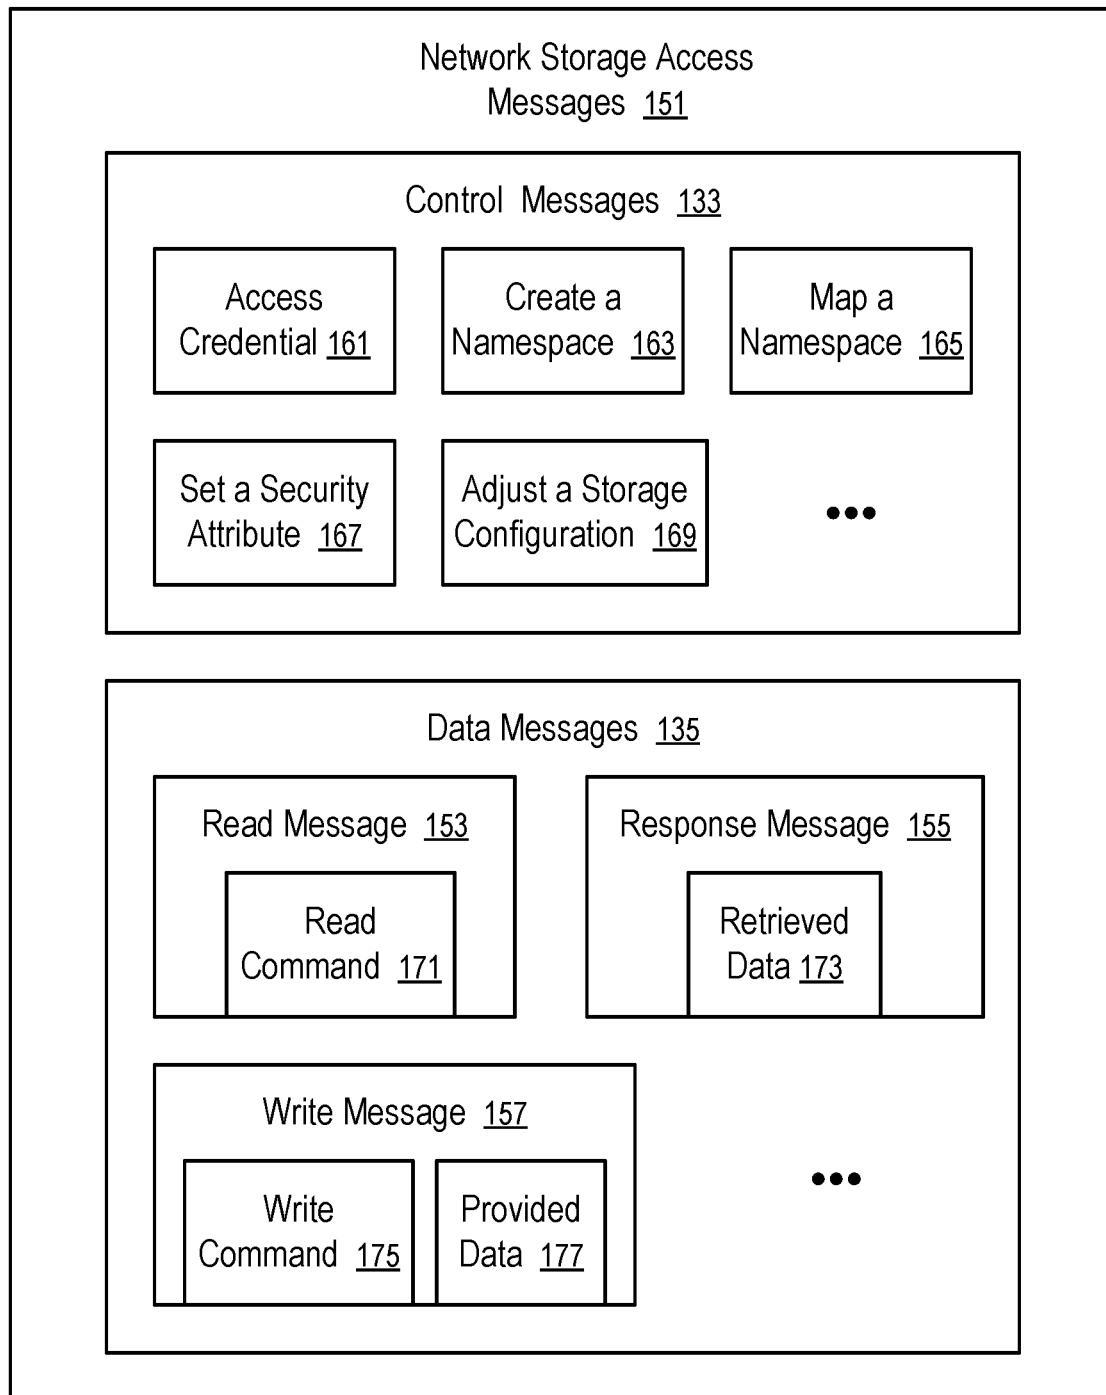 Network Storage Access
Messages 151
Control Messages 133
Access
Credential 161
Create a
Namespace 163
Map a
Namespace 165
Set a Security
Attribute 167
Adjust a Storage
Configuration 169
•••
Data Messages 135
Read Message 153
Read
Command 171
Response Message 155
Retrieved
Data 173
Write Message 157
Write
Command 175
Provided
Data 177
•••